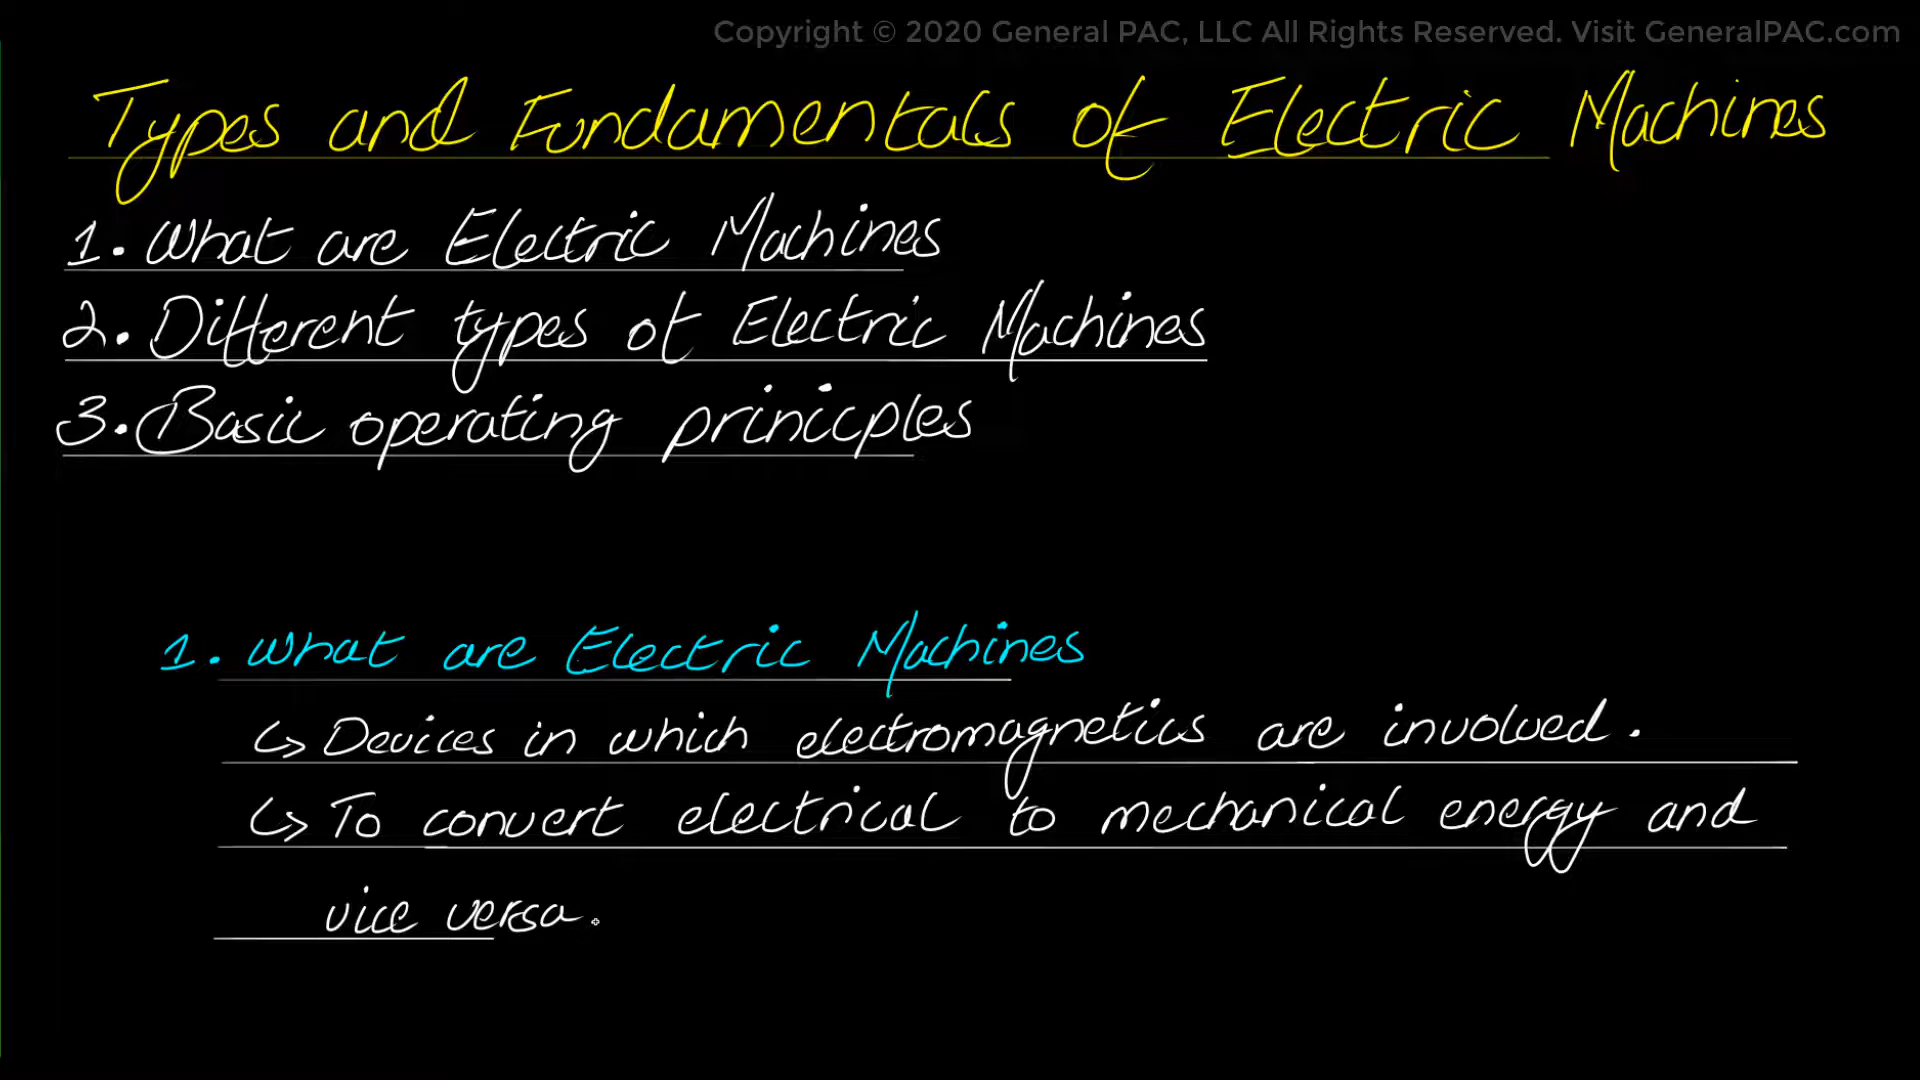 Copyright © 2020 General PAC, LLC All Rights Reserved. Visit GeneralPAC.com
Types and Fundamentals of Electric Machines
1. What are Electric Machines
2. Different types of Electric Machines
3. Basic operating prinicples
1. What are Electric Machines
↳ Devices in which electromagnetics are involved.
↳ To convert electrical to mechanical energy and
vice versa.